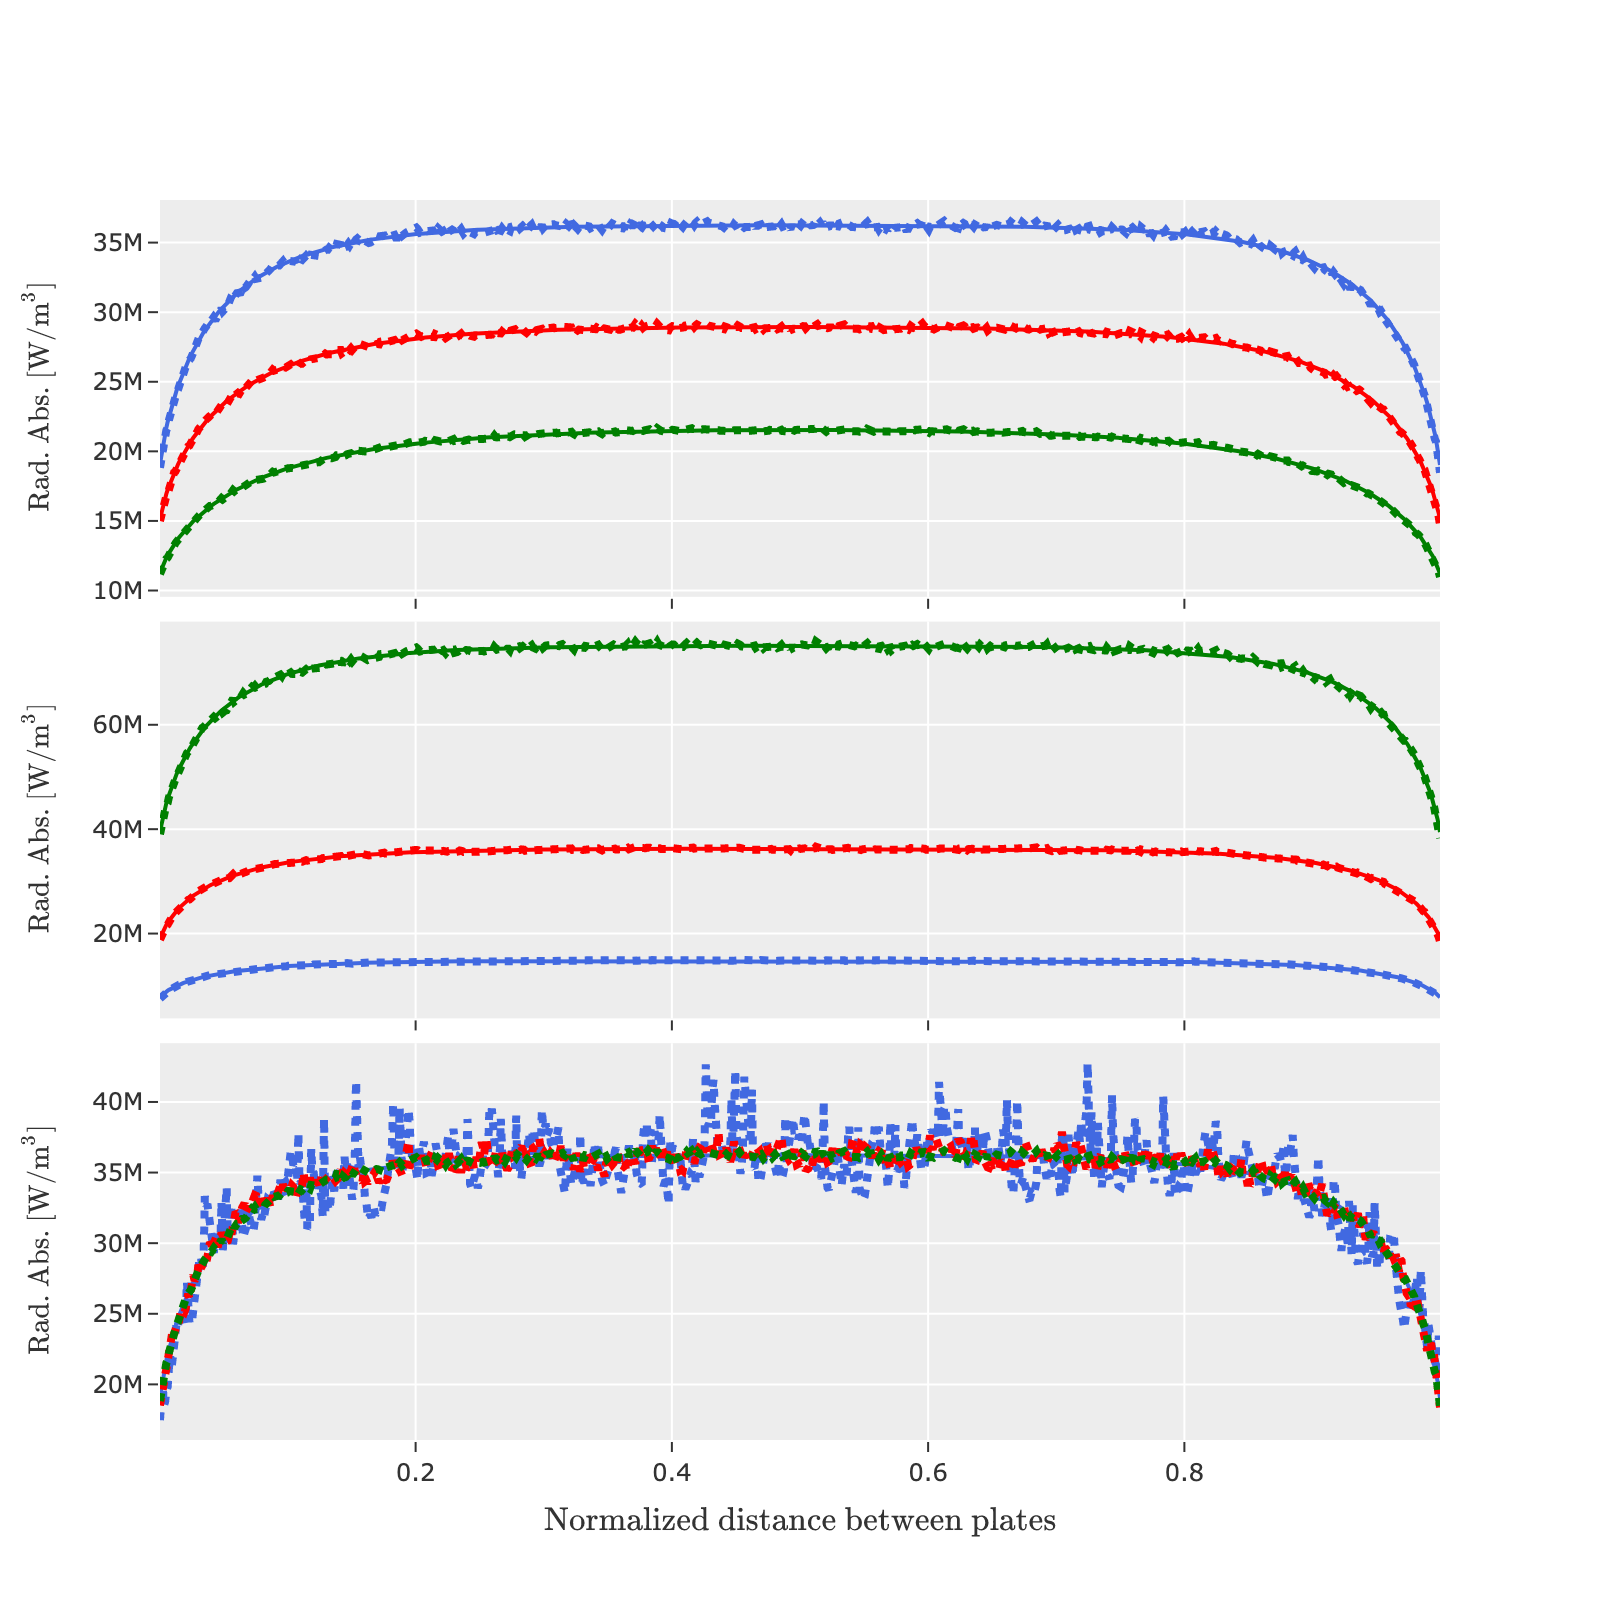 35M
30M
25M
20M
15M
10M
Rad. Abs. [W/m³]
60M
40M
20M
Rad. Abs. [W/m³]
40M
35M
30M
25M
20M
Rad. Abs. [W/m³]
0.2 0.4 0.6 0.8
Normalized distance between plates